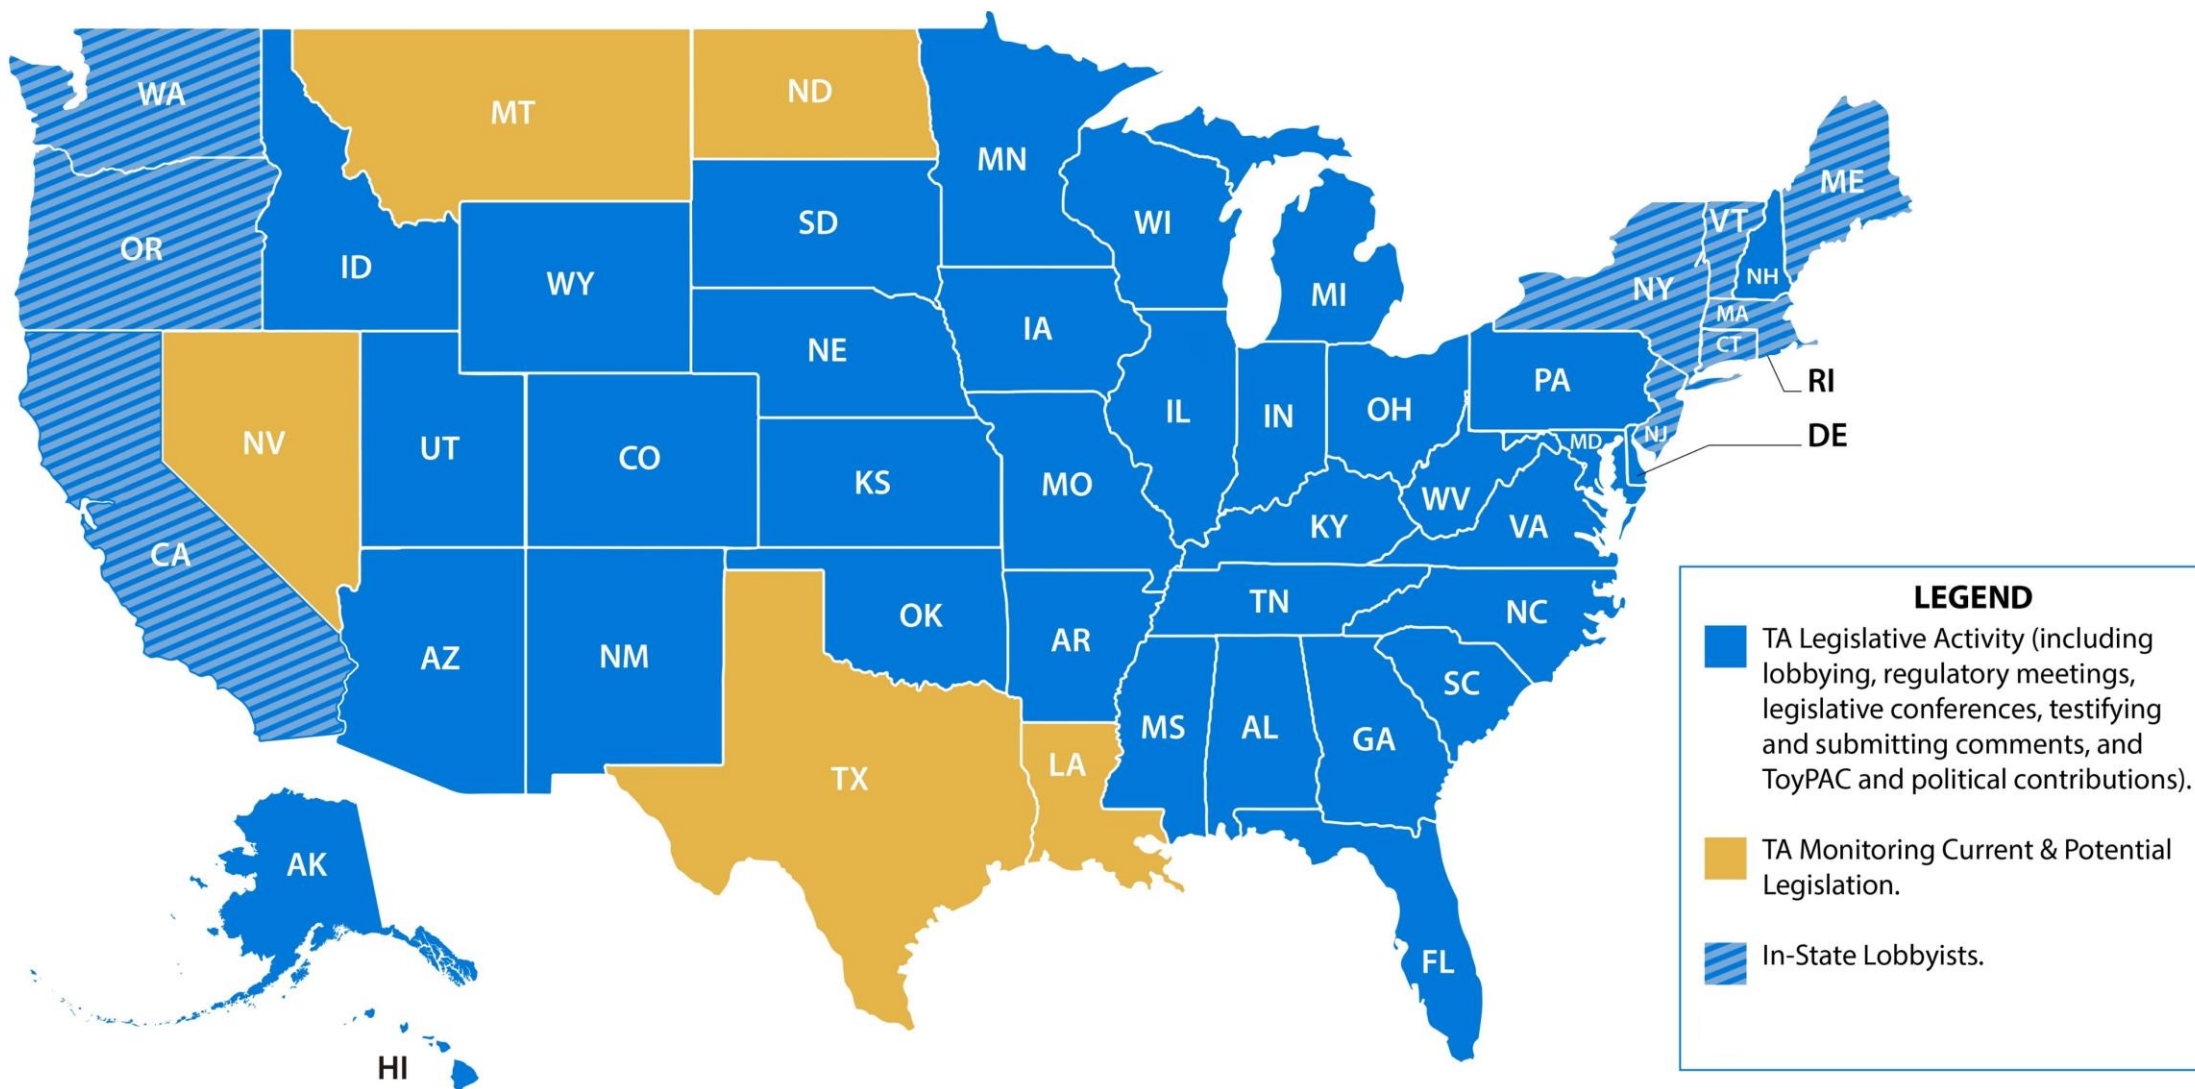 WA
MT
ND
MN
ME
VT
SD
WI
OR
ID
NH
WY
NY
MI
MA
IA
CT
NE
RI
PA
OH
IL
IN
DE
NJ
MD
NV
UT
CO
KS
MO
WV
KY
VA
CA
TN
NC
OK
AR
AZ
NM
SC
MS
AL
GA
LA
TX
AK
FL
HI
LEGEND
TA Legislative Activity (including
lobbying, regulatory meetings,
legislative conferences, testifying
and submitting comments, and
ToyPAC and political contributions).
TA Monitoring Current & Potential
Legislation.
In-State Lobbyists.